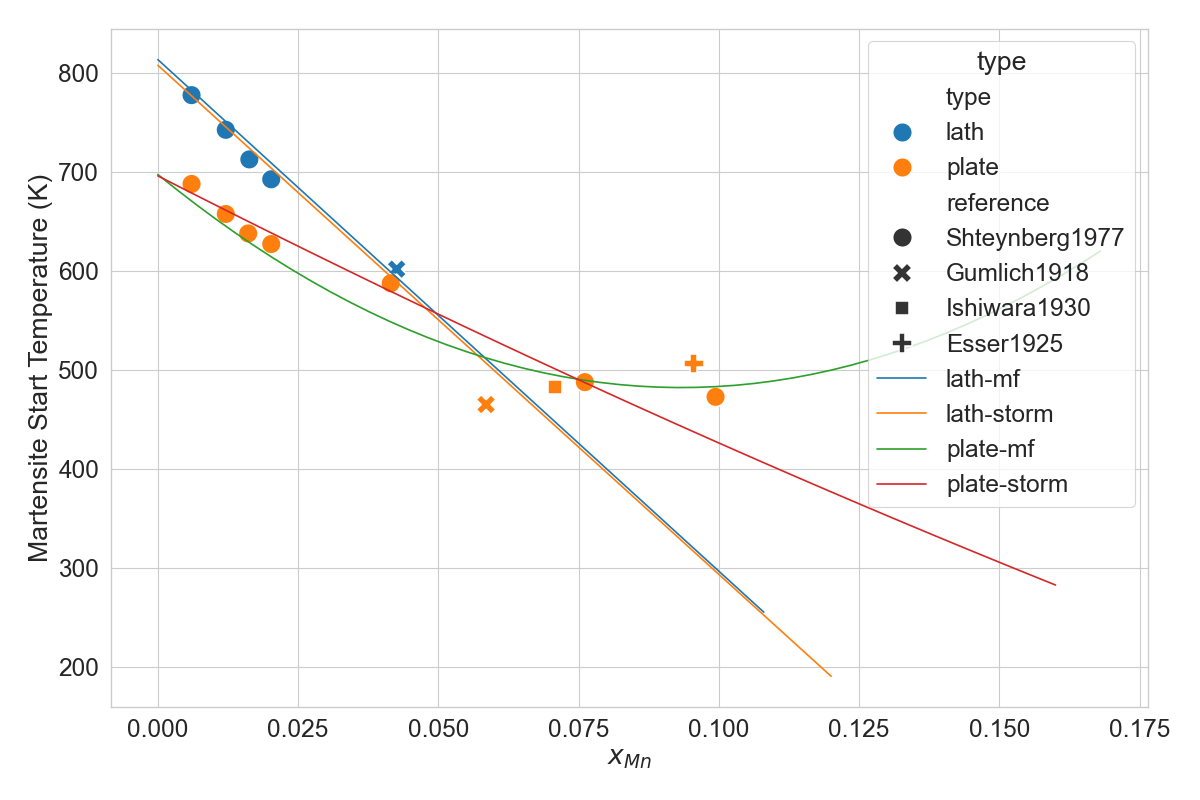 Martensite Start Temperature (K)
800
700
600
500
400
300
200
0.000 0.025 0.050 0.075 0.100 0.125 0.150 0.175
x_{Mn}
type
type
lath
plate
reference
Shteynberg1977
Gumlich1918
Ishiwara1930
Esser1925
lath-mf
lath-storm
plate-mf
plate-storm